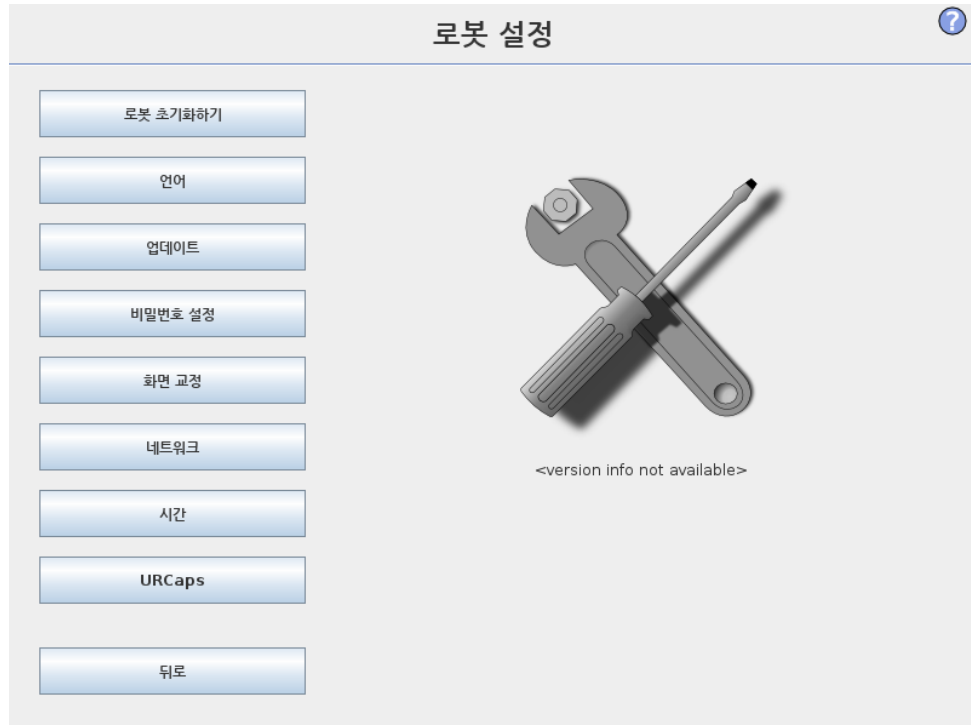 로봇 설정
?
로봇 초기화하기
언어
업데이트
비밀번호 설정
화면 교정
네트워크
시간
URCaps
뒤로
<version info not available>